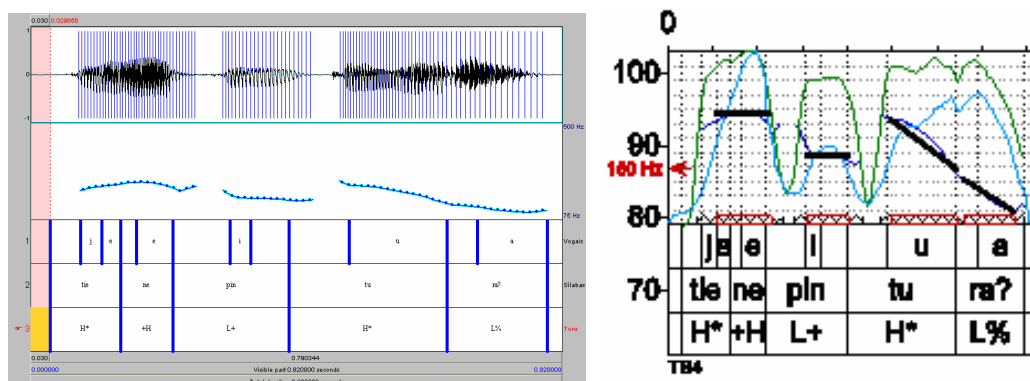 0.030 0.029858
1
0
-1
500 Hz
75 Hz
1 j e e i u a Vogais
2 tie ne pin tu ra? Silabas
3 H* +H L+ H* L% Tono
0.030 0.790344
0.000000 Visible part 0.820000 seconds 0.820000
0
100
90
160 Hz
80
70
je e i u a
tie ne pin tu ra?
H* +H L+ H* L%
TB4